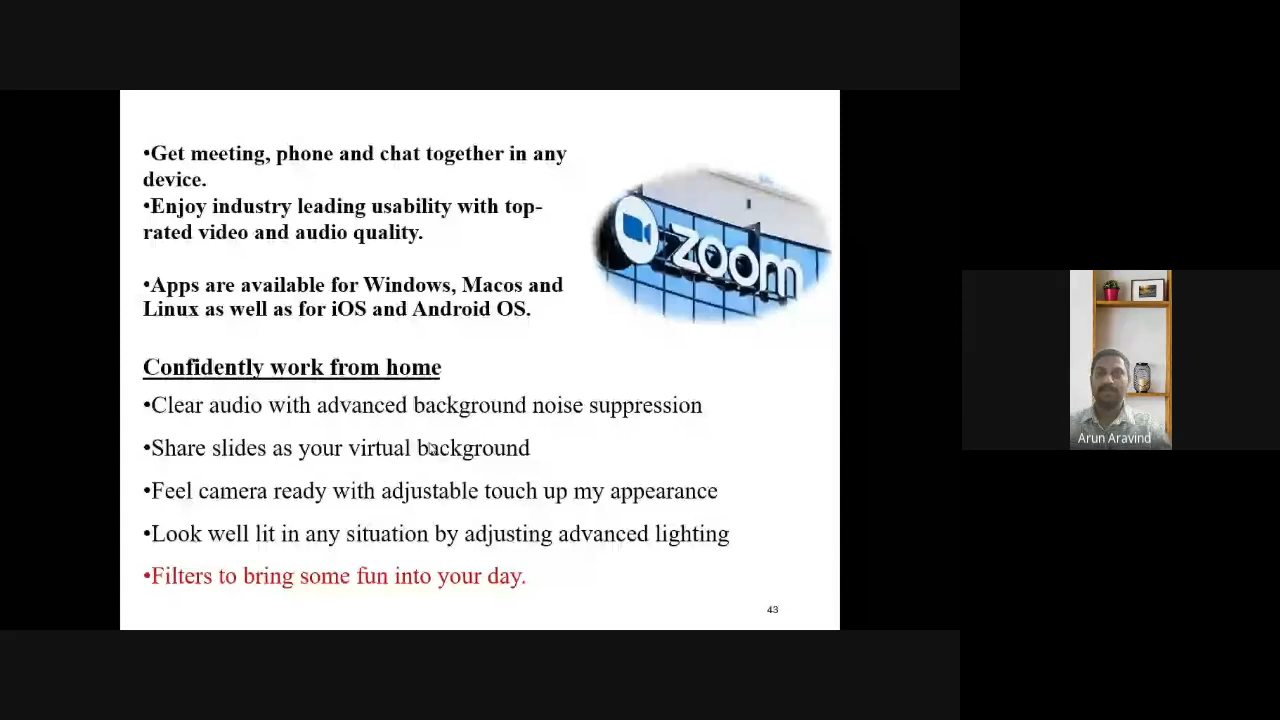 •Get meeting, phone and chat together in any
device.
•Enjoy industry leading usability with top-
rated video and audio quality.
•Apps are available for Windows, Macos and
Linux as well as for iOS and Android OS.
zoom
Confidently work from home
•Clear audio with advanced background noise suppression
•Share slides as your virtual background
•Feel camera ready with adjustable touch up my appearance
•Look well lit in any situation by adjusting advanced lighting
•Filters to bring some fun into your day.
43
Arun Aravind